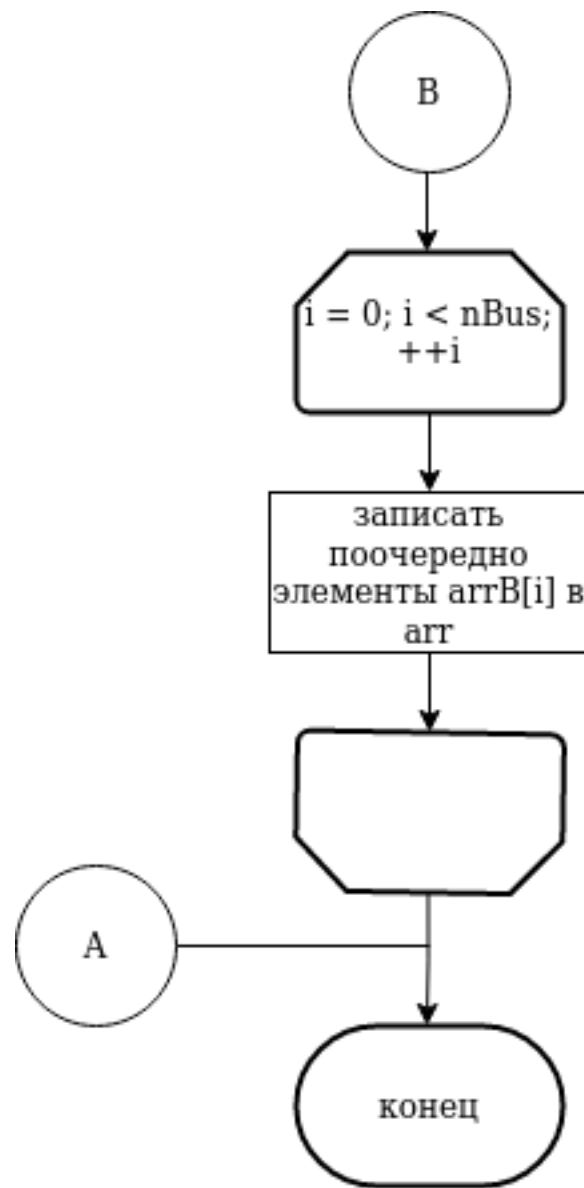 B
i = 0; i < nBus;
++i
записать
поочередно
элементы arrB[i] в
arr
A
конец